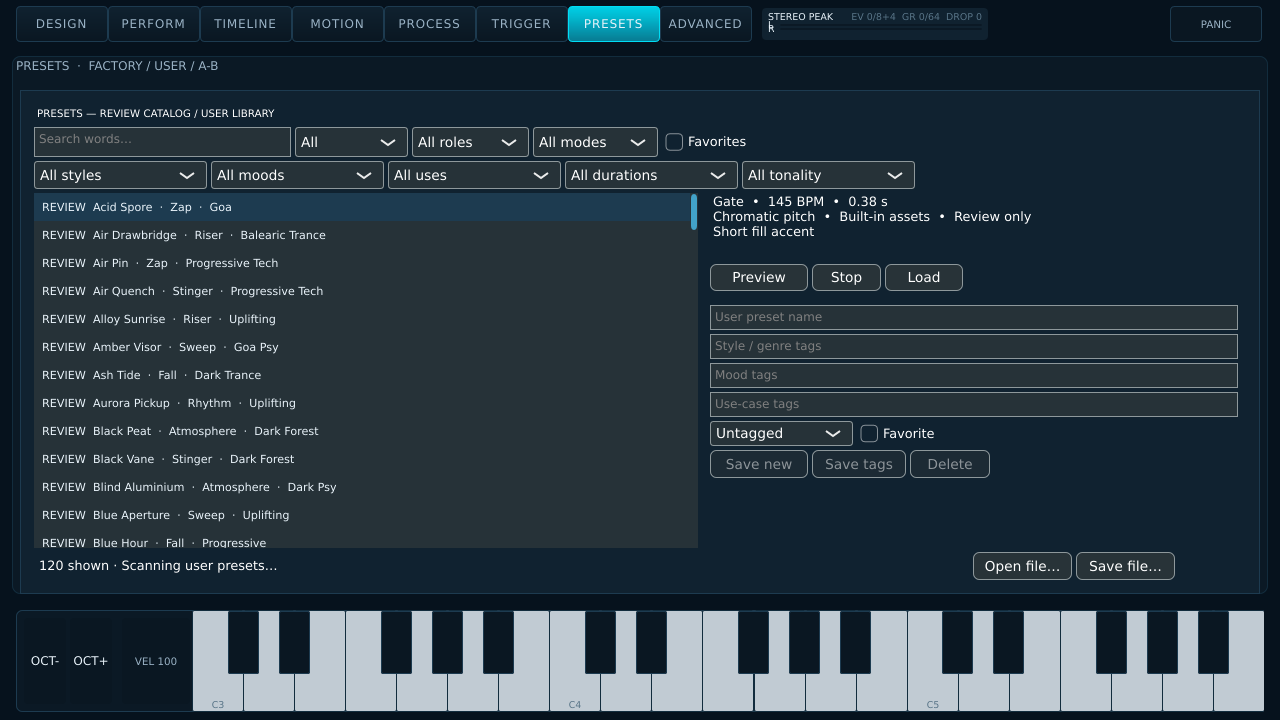 DESIGN PERFORM TIMELINE MOTION PROCESS TRIGGER PRESETS ADVANCED STEREO PEAK EV 0/8+4 GR 0/64 DROP 0 PANIC
L
R
PRESETS · FACTORY / USER / A-B
PRESETS — REVIEW CATALOG / USER LIBRARY
Search words... All All roles All modes Favorites
All styles All moods All uses All durations All tonality
REVIEW Acid Spore · Zap · Goa
REVIEW Air Drawbridge · Riser · Balearic Trance
REVIEW Air Pin · Zap · Progressive Tech
REVIEW Air Quench · Stinger · Progressive Tech
REVIEW Alloy Sunrise · Riser · Uplifting
REVIEW Amber Visor · Sweep · Goa Psy
REVIEW Ash Tide · Fall · Dark Trance
REVIEW Aurora Pickup · Rhythm · Uplifting
REVIEW Black Peat · Atmosphere · Dark Forest
REVIEW Black Vane · Stinger · Dark Forest
REVIEW Blind Aluminium · Atmosphere · Dark Psy
REVIEW Blue Aperture · Sweep · Uplifting
REVIEW Blue Hour · Fall · Progressive
Gate • 145 BPM • 0.38 s
Chromatic pitch • Built-in assets • Review only
Short fill accent
Preview Stop Load
User preset name
Style / genre tags
Mood tags
Use-case tags
Untagged Favorite
Save new Save tags Delete
120 shown · Scanning user presets... Open file... Save file...
OCT- OCT+ VEL 100
C3 C4 C5